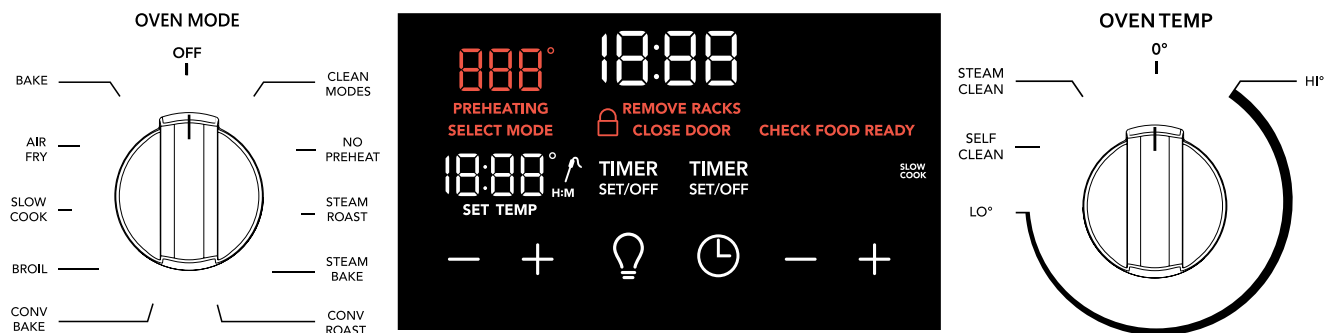 OVEN MODE
OFF
BAKE
CLEAN
MODES
AIR
FRY
NO
PREHEAT
SLOW
COOK
STEAM
ROAST
BROIL
STEAM
BAKE
CONV
BAKE
CONV
ROAST
888°
18:88
PREHEATING
REMOVE RACKS
SELECT MODE
CLOSE DOOR
CHECK FOOD READY
18:88°
H:M
SET TEMP
TIMER
SET/OFF
TIMER
SET/OFF
SLOW
COOK
− +
− +
OVEN TEMP
0°
STEAM
CLEAN
HI°
SELF
CLEAN
LO°